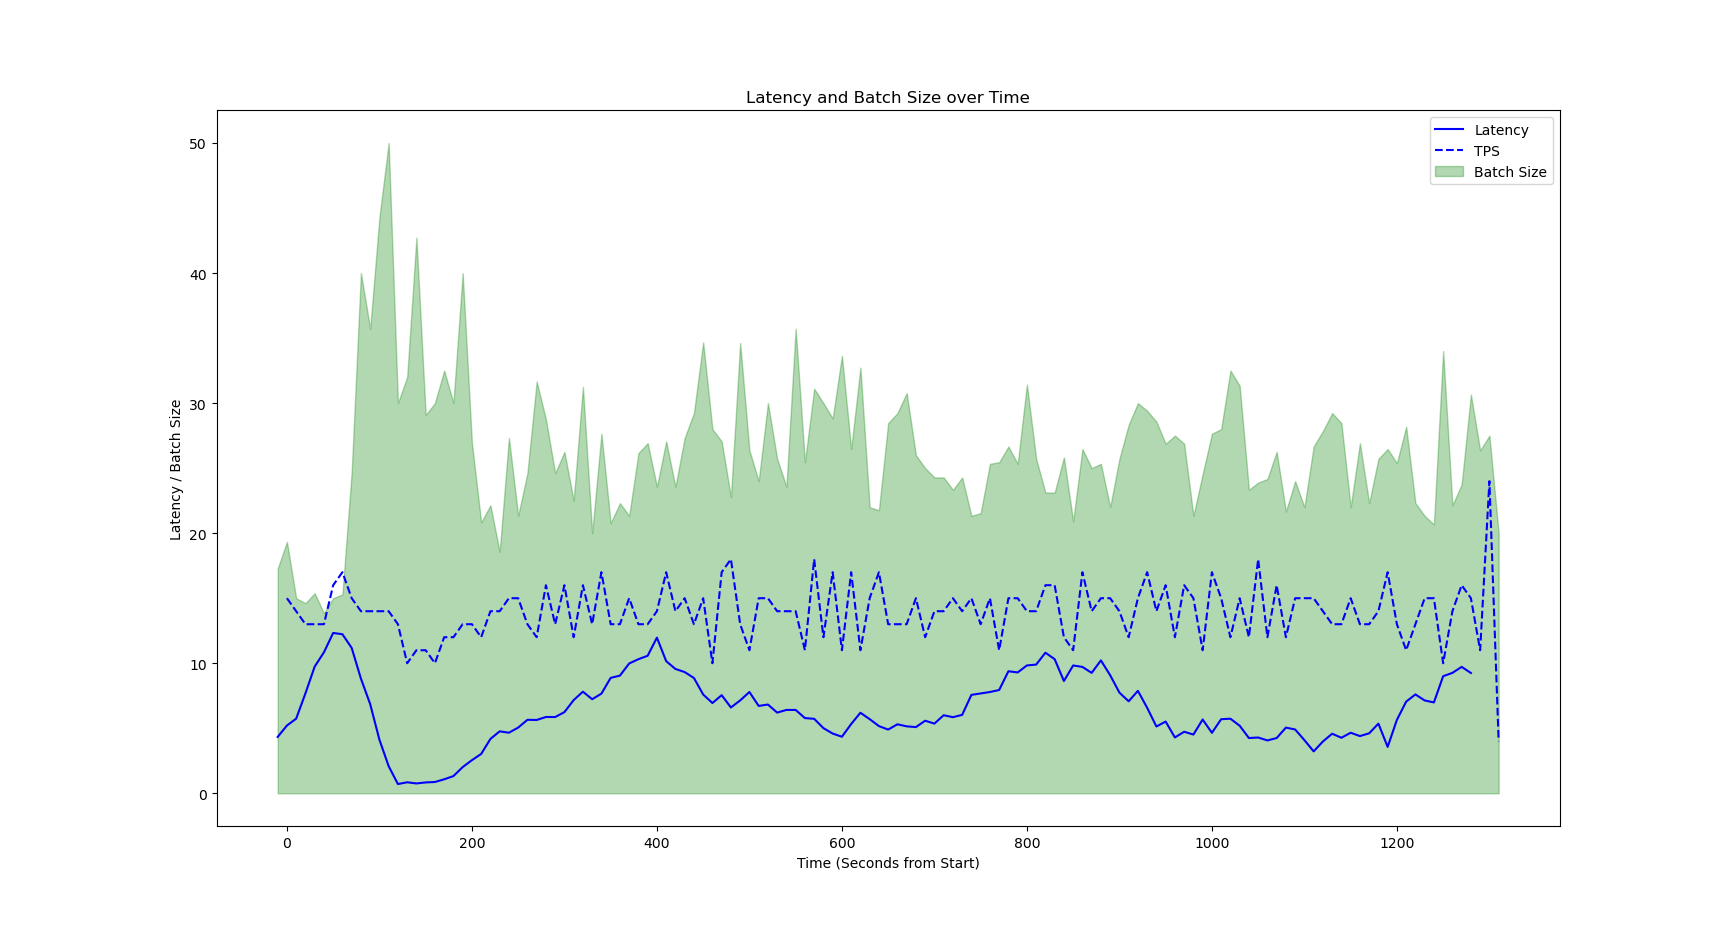 Latency and Batch Size over Time
Latency
TPS
Batch Size
50
40
30
20
10
0
Latency / Batch Size
0 200 400 600 800 1000 1200
Time (Seconds from Start)